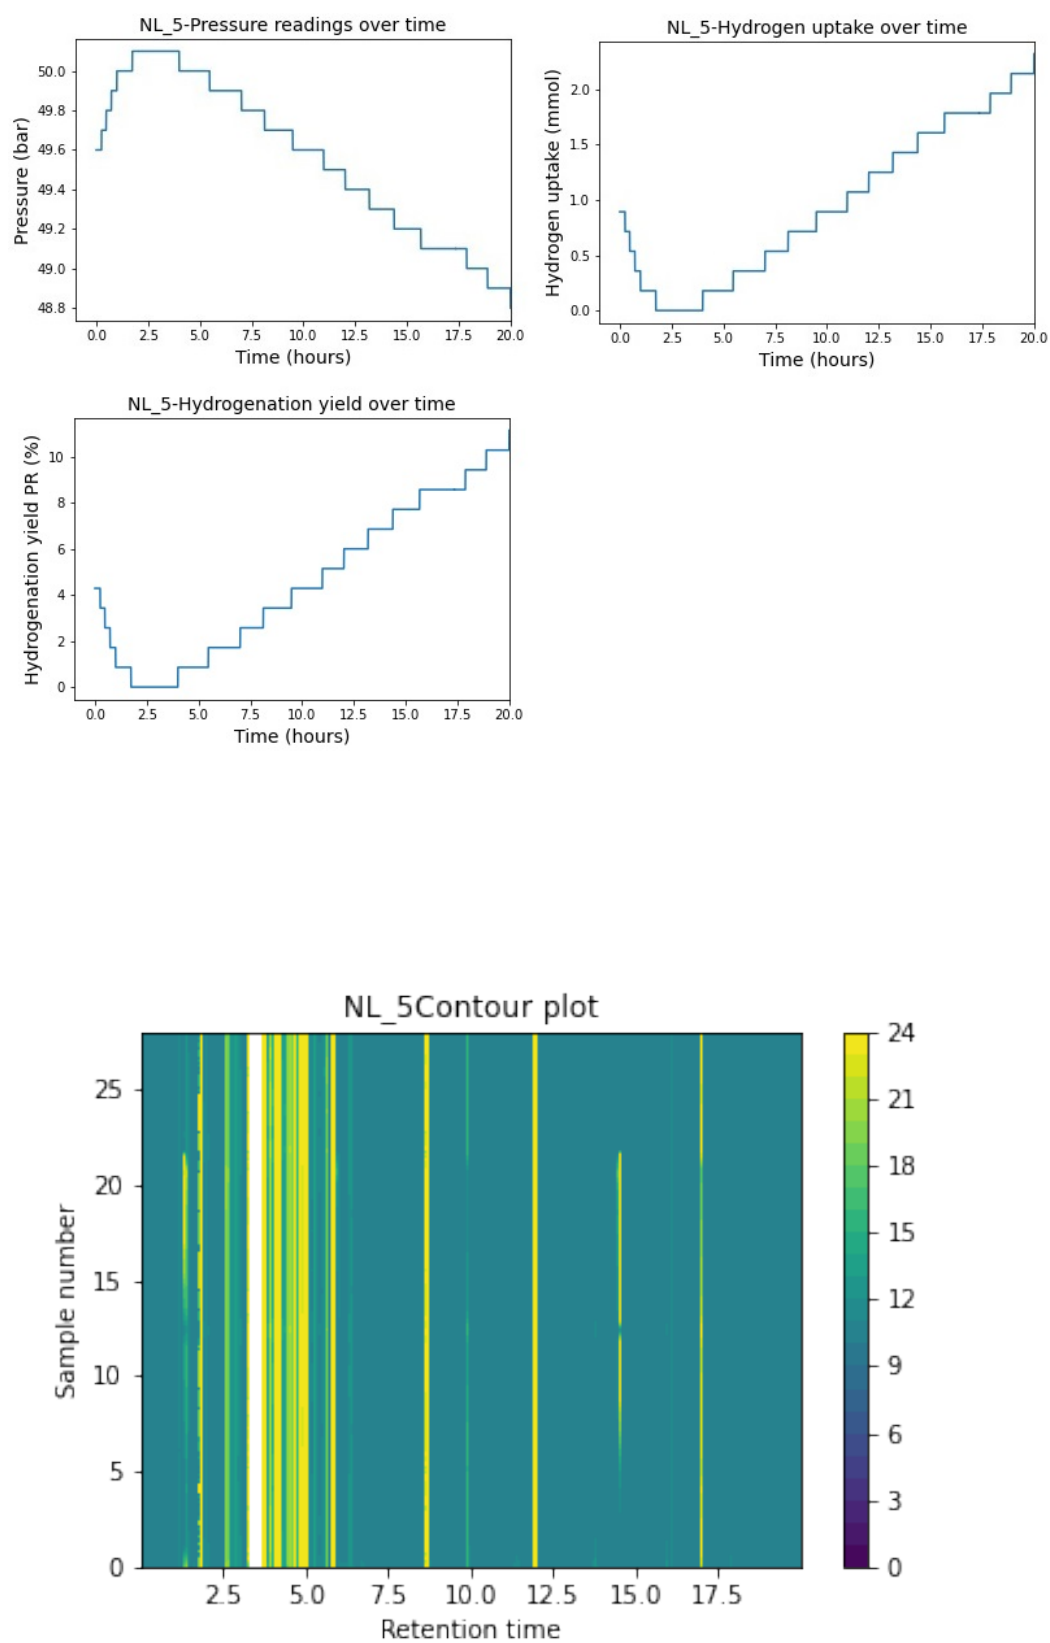 NL_5-Pressure readings over time
Pressure (bar)
50.0
49.8
49.6
49.4
49.2
49.0
48.8
0.0 2.5 5.0 7.5 10.0 12.5 15.0 17.5 20.0
Time (hours)
NL_5-Hydrogen uptake over time
Hydrogen uptake (mmol)
2.0
1.5
1.0
0.5
0.0
0.0 2.5 5.0 7.5 10.0 12.5 15.0 17.5 20.0
Time (hours)
NL_5-Hydrogenation yield over time
Hydrogenation yield PR (%)
10
8
6
4
2
0
0.0 2.5 5.0 7.5 10.0 12.5 15.0 17.5 20.0
Time (hours)
NL_5Contour plot
Sample number
25
20
15
10
5
0
2.5 5.0 7.5 10.0 12.5 15.0 17.5
Retention time
24
21
18
15
12
9
6
3
0